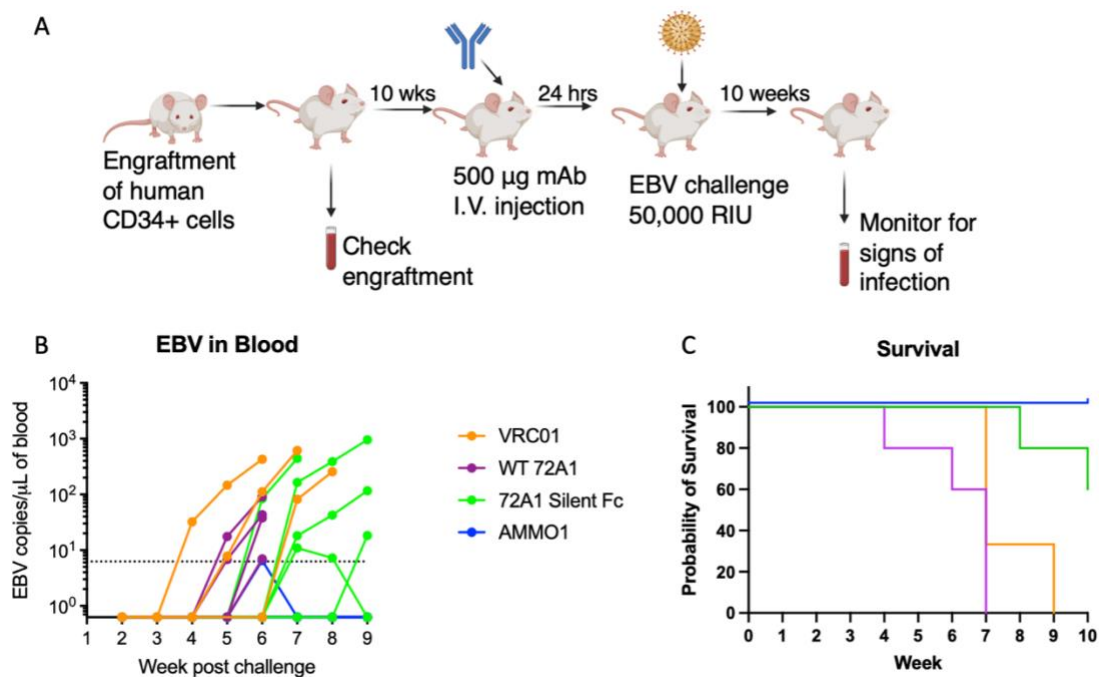 A
10 wks
24 hrs
10 weeks
Engraftment
of human
CD34+ cells
Check
engraftment
500 µg mAb
I.V. injection
EBV challenge
50,000 RIU
Monitor for
signs of
infection
B
EBV in Blood
EBV copies/µL of blood
10⁴
10³
10²
10¹
10⁰
1 2 3 4 5 6 7 8 9
Week post challenge
VRC01
WT 72A1
72A1 Silent Fc
AMMO1
C
Survival
Probability of Survival
100
80
60
40
20
0
0 1 2 3 4 5 6 7 8 9 10
Week